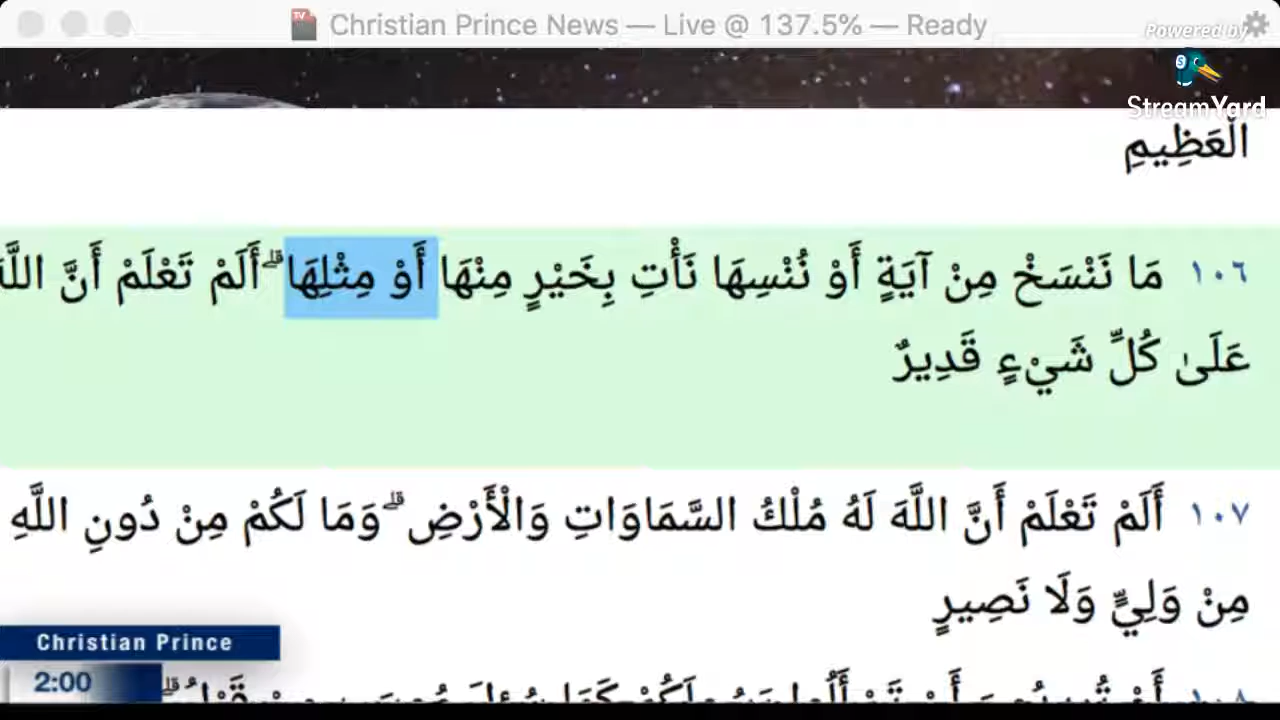 Christian Prince News — Live @ 137.5% — Ready
Powered by
StreamYard
الْعَظِيمِ
١٠٦ مَا نَنْسَخْ مِنْ آيَةٍ أَوْ نُنْسِهَا نَأْتِ بِخَيْرٍ مِنْهَا أَوْ مِثْلِهَا ۗ أَلَمْ تَعْلَمْ أَنَّ اللَّهَ
عَلَىٰ كُلِّ شَيْءٍ قَدِيرٌ
١٠٧ أَلَمْ تَعْلَمْ أَنَّ اللَّهَ لَهُ مُلْكُ السَّمَاوَاتِ وَالْأَرْضِ ۗ وَمَا لَكُمْ مِنْ دُونِ اللَّهِ
مِنْ وَلِيٍّ وَلَا نَصِيرٍ
Christian Prince
2:00